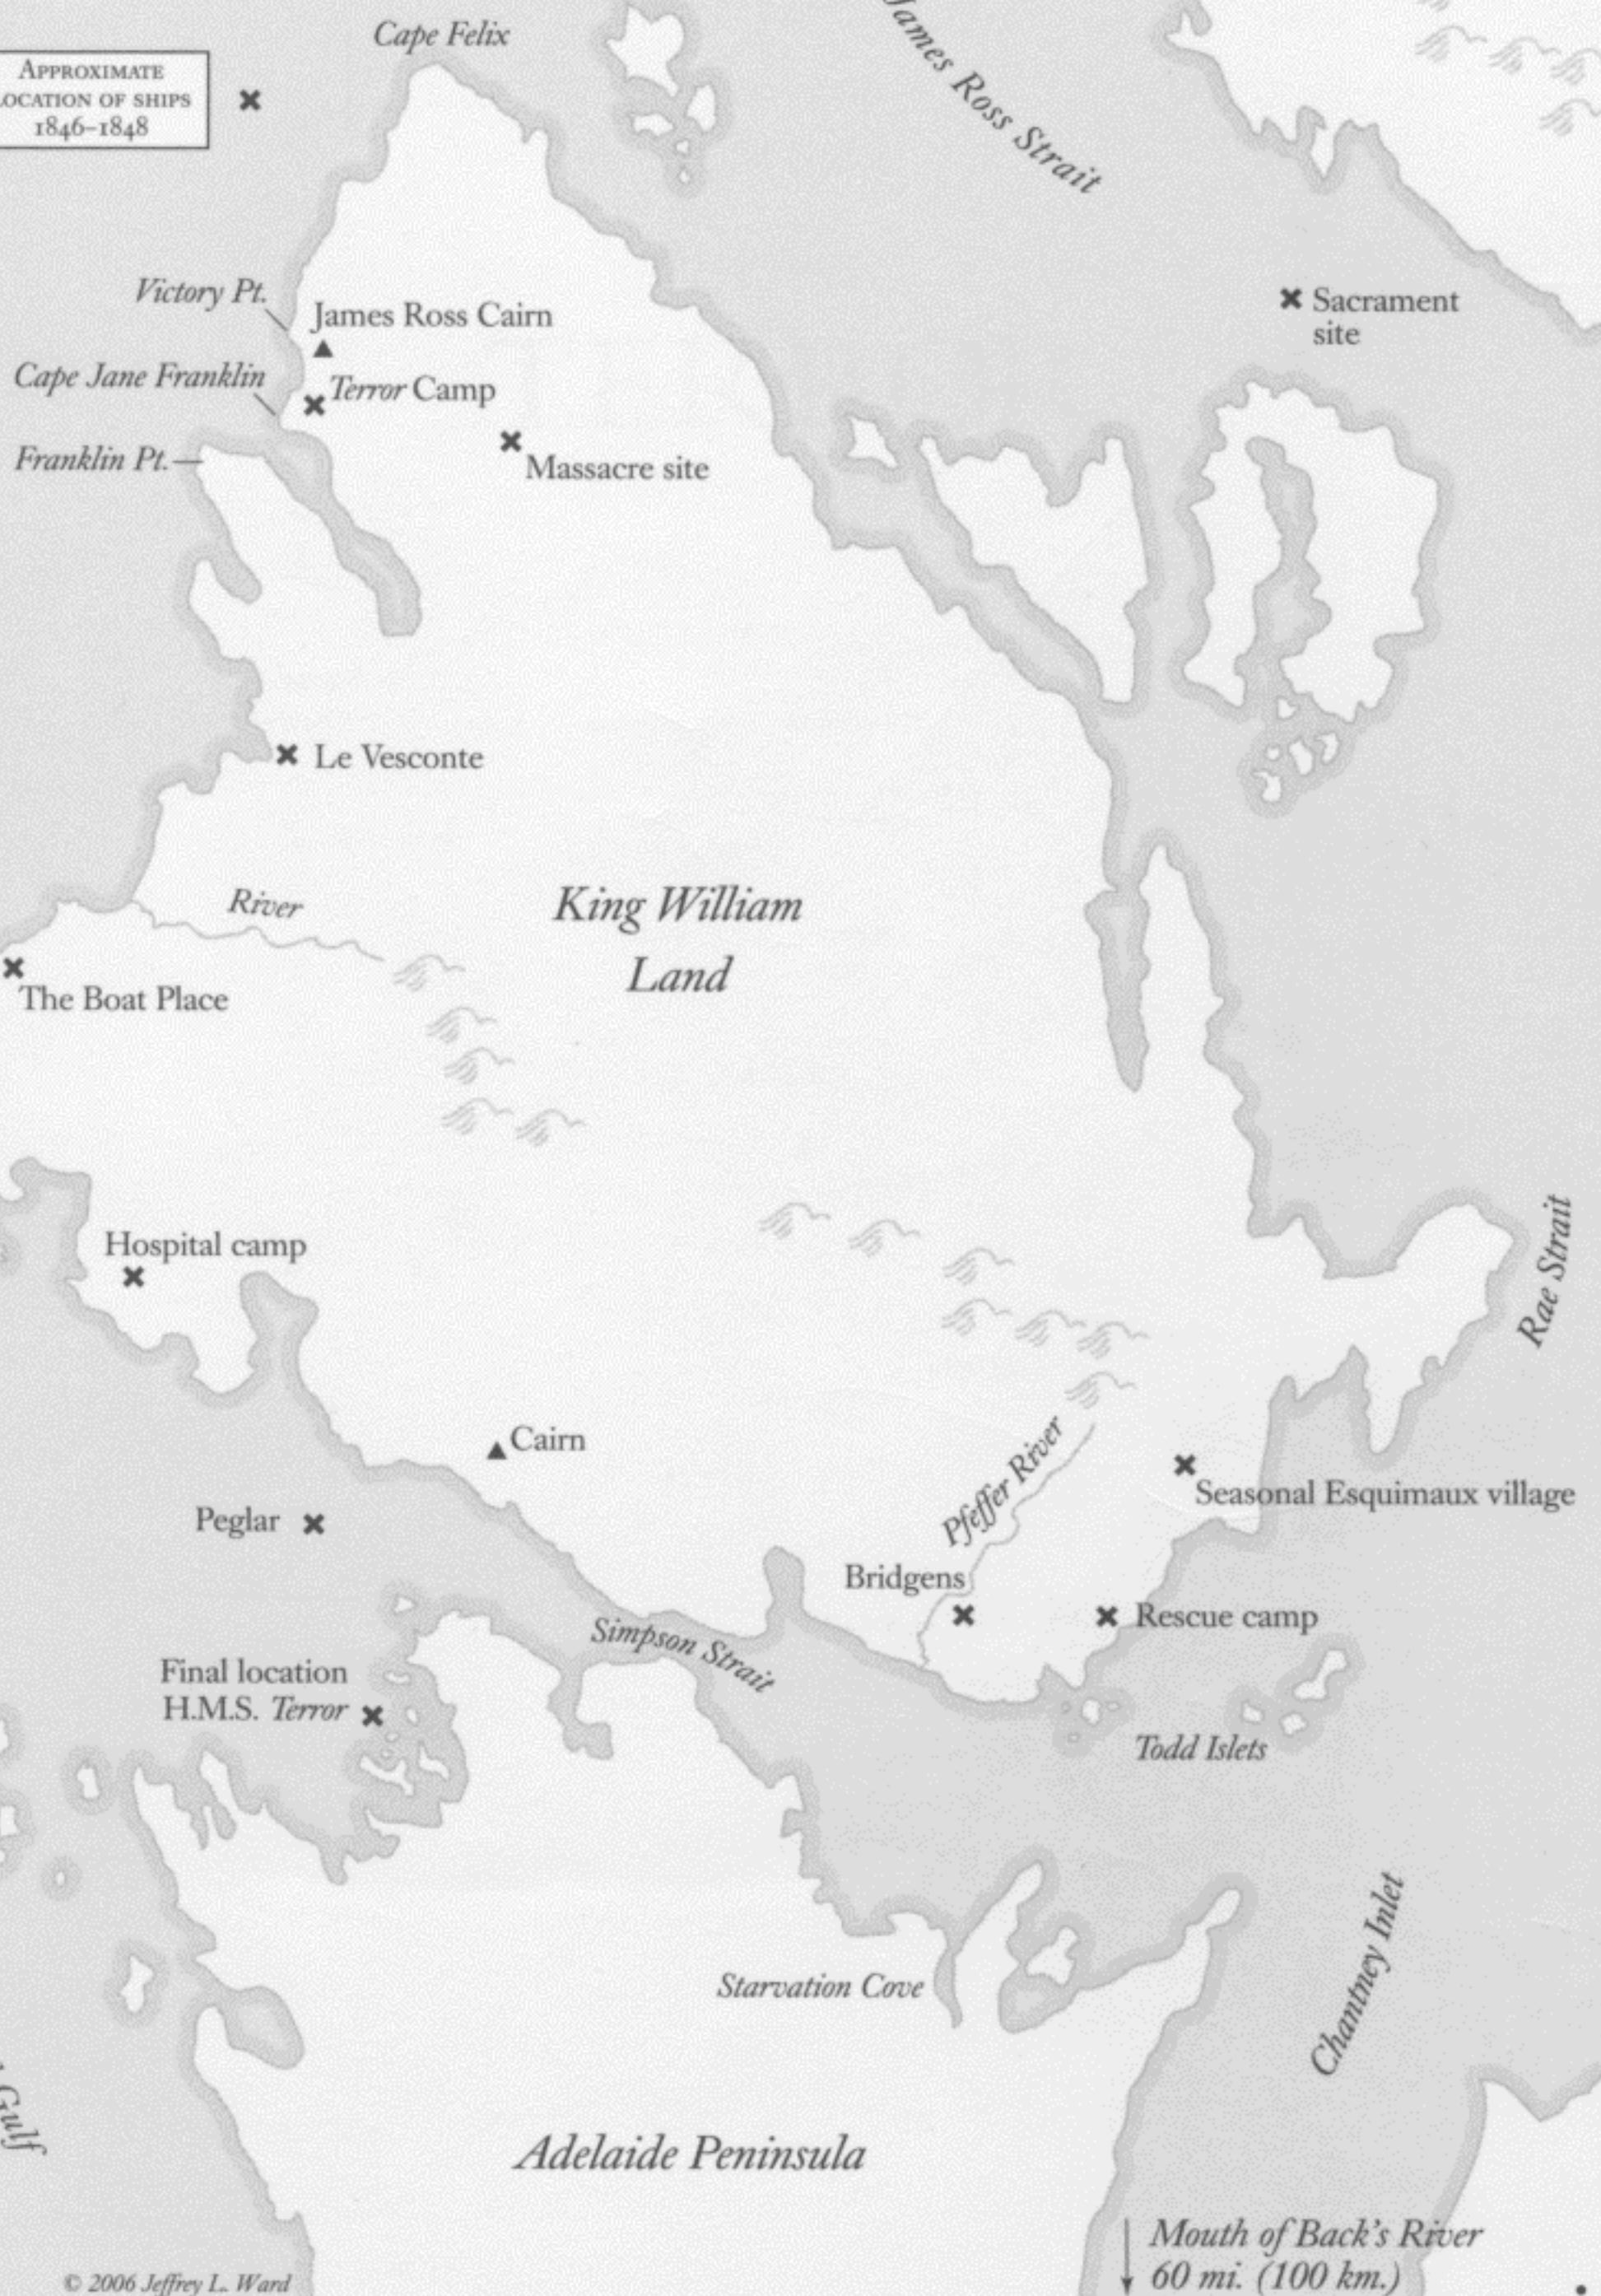 Cape Felix
James Ross Strait
APPROXIMATE
LOCATION OF SHIPS
1846–1848
Victory Pt.
James Ross Cairn
Sacrament
site
Cape Jane Franklin
Terror Camp
Franklin Pt.
Massacre site
Le Vesconte
River
King William
Land
The Boat Place
Hospital camp
Rae Strait
Cairn
Pfeffer River
Seasonal Esquimaux village
Peglar
Bridgens
Rescue camp
Simpson Strait
Final location
H.M.S. Terror
Todd Islets
Starvation Cove
Chantney Inlet
Gulf
Adelaide Peninsula
Mouth of Back's River
60 mi. (100 km.)
© 2006 Jeffrey L. Ward